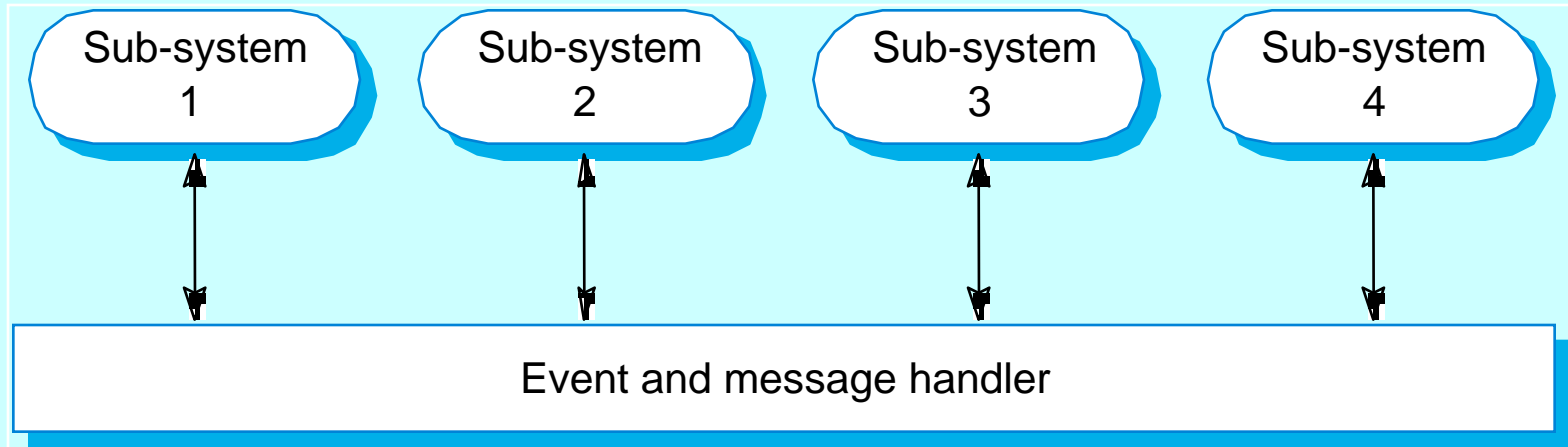 Sub-system
1
Sub-system
2
Sub-system
3
Sub-system
4
Event and message handler